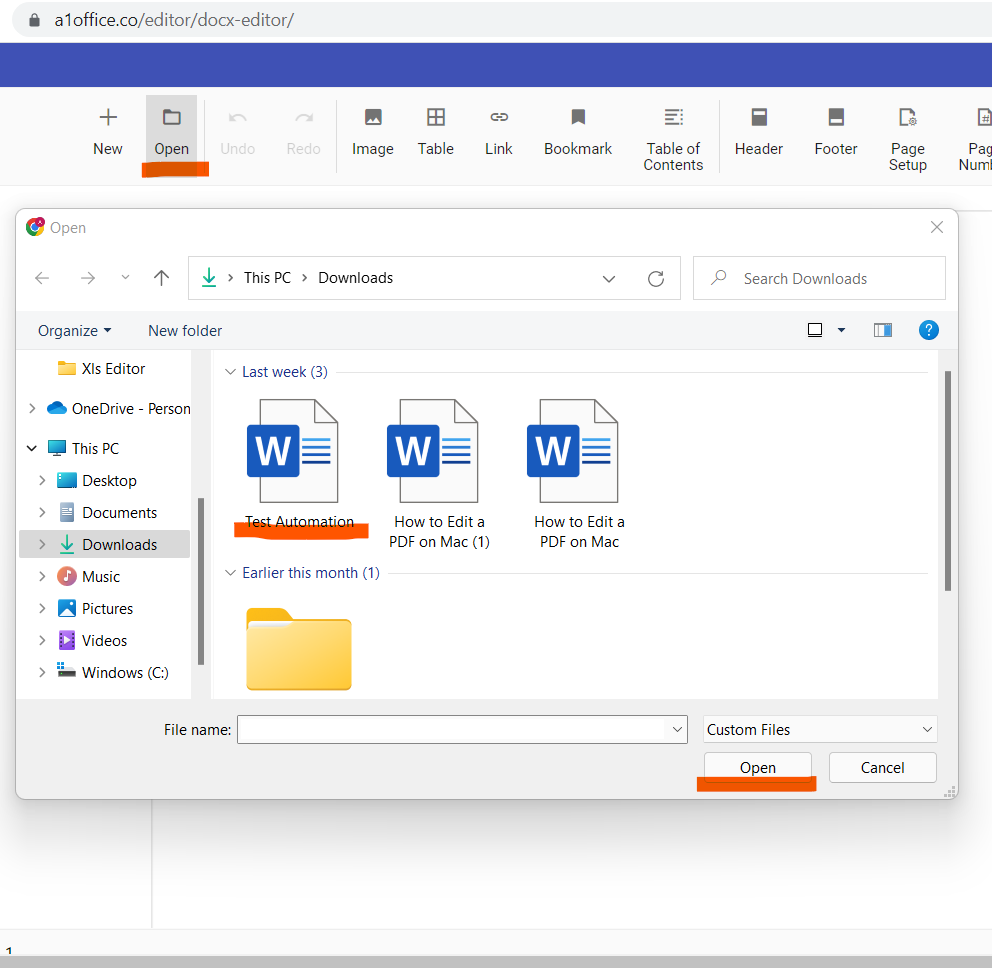 a1office.co/editor/docx-editor/
New
Open
Undo
Redo
Image
Table
Link
Bookmark
Table of
Contents
Header
Footer
Page
Setup
Open
This PC
Downloads
Search Downloads
Organize
New folder
Xls Editor
OneDrive - Person
This PC
Desktop
Documents
Downloads
Music
Pictures
Videos
Windows (C:)
Last week (3)
W
W
W
Test Automation
How to Edit a
PDF on Mac (1)
How to Edit a
PDF on Mac
Earlier this month (1)
File name:
Custom Files
Open
Cancel
1